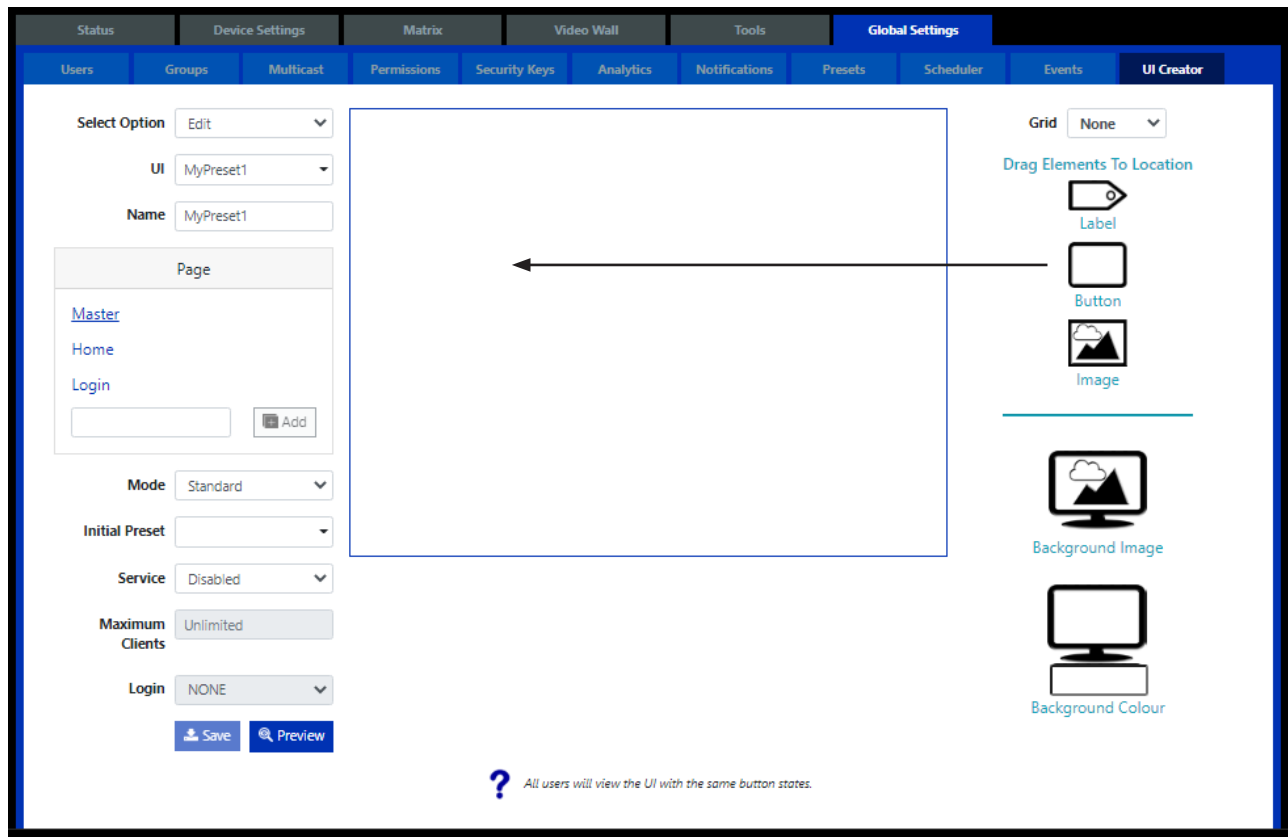 Status Device Settings Matrix Video Wall Tools Global Settings
Users Groups Multicast Permissions Security Keys Analytics Notifications Presets Scheduler Events UI Creator
Select Option Edit
UI MyPreset1
Name MyPreset1
Page
Master
Home
Login
Add
Mode Standard
Initial Preset
Service Disabled
Maximum
Clients
Unlimited
Login NONE
Save Preview
Grid None
Drag Elements To Location
Label
Button
Image
Background Image
Background Colour
? All users will view the UI with the same button states.